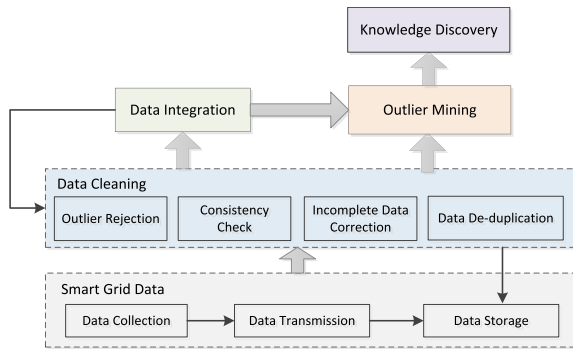 Knowledge Discovery
Data Integration
Outlier Mining
Data Cleaning
Outlier Rejection
Consistency
Check
Incomplete Data
Correction
Data De-duplication
Smart Grid Data
Data Collection
Data Transmission
Data Storage